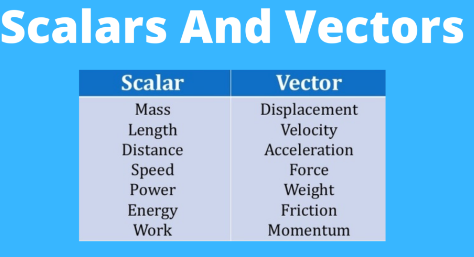 Scalars And Vectors
Scalar Vector
Mass Displacement
Length Velocity
Distance Acceleration
Speed Force
Power Weight
Energy Friction
Work Momentum